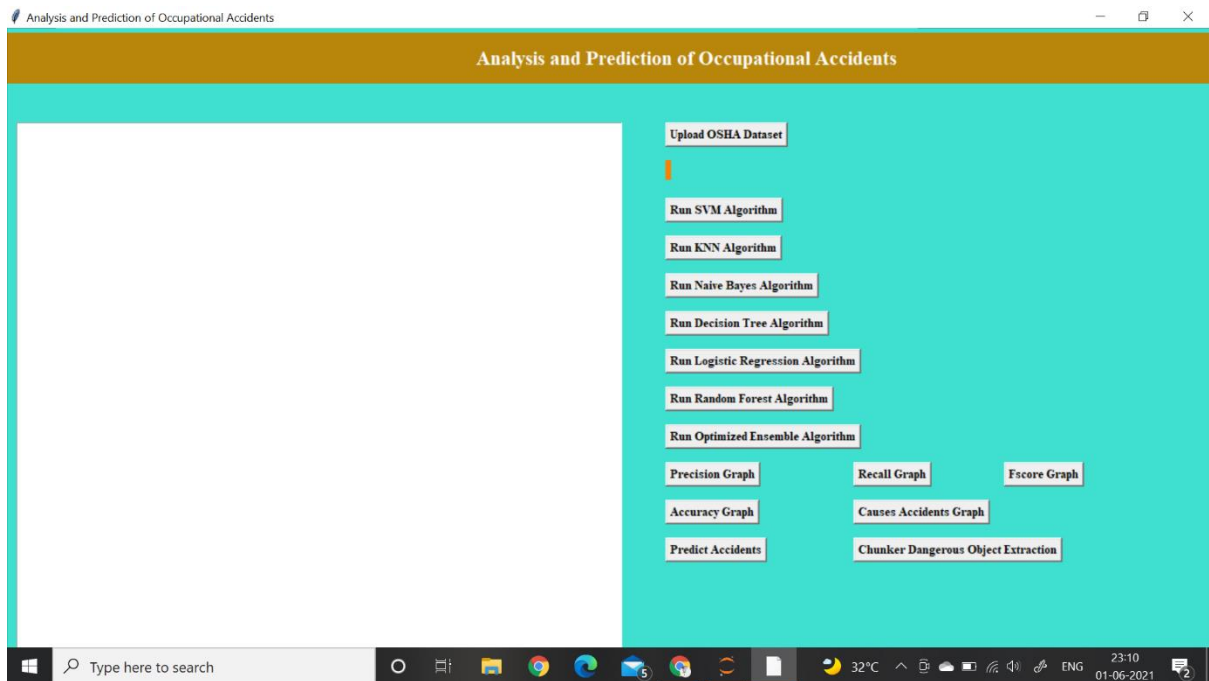 Analysis and Prediction of Occupational Accidents
Analysis and Prediction of Occupational Accidents
Upload OSHA Dataset
Run SVM Algorithm
Run KNN Algorithm
Run Naive Bayes Algorithm
Run Decision Tree Algorithm
Run Logistic Regression Algorithm
Run Random Forest Algorithm
Run Optimized Ensemble Algorithm
Precision Graph Recall Graph Fscore Graph
Accuracy Graph Causes Accidents Graph
Predict Accidents Chunker Dangerous Object Extraction
Type here to search 5 32°C ENG 23:10
01-06-2021 2